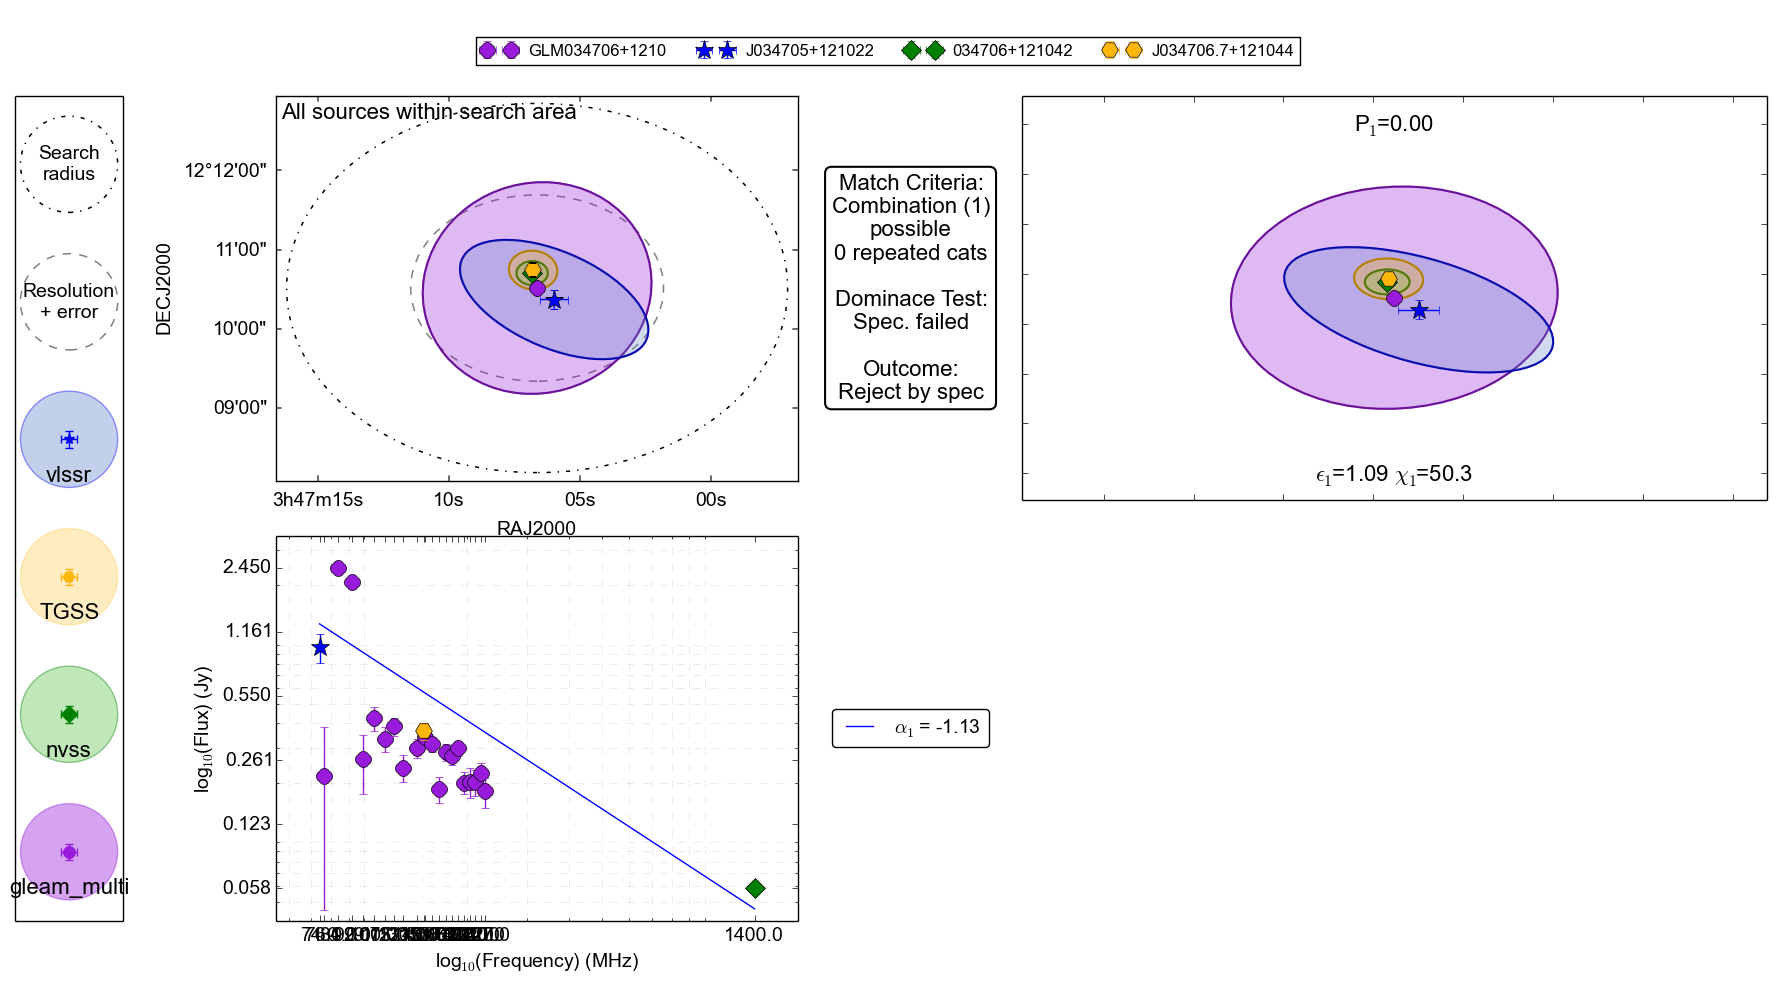 GLM034706+1210 J034705+121022 034706+121042 J034706.7+121044
Search
radius
Resolution
+ error
vlssr
TGSS
nvss
gleam_multi
All sources within search area
DECJ2000
12°12'00"
11'00"
10'00"
09'00"
3h47m15s 10s 05s 00s
RAJ2000
Match Criteria:
Combination (1)
possible
0 repeated cats
Dominace Test:
Spec. failed
Outcome:
Reject by spec
P₁=0.00
ϵ₁=1.09 χ₁=50.3
log₁₀(Flux) (Jy)
2.450
1.161
0.550
0.261
0.123
0.058
1400.0
log₁₀(Frequency) (MHz)
α₁ = -1.13